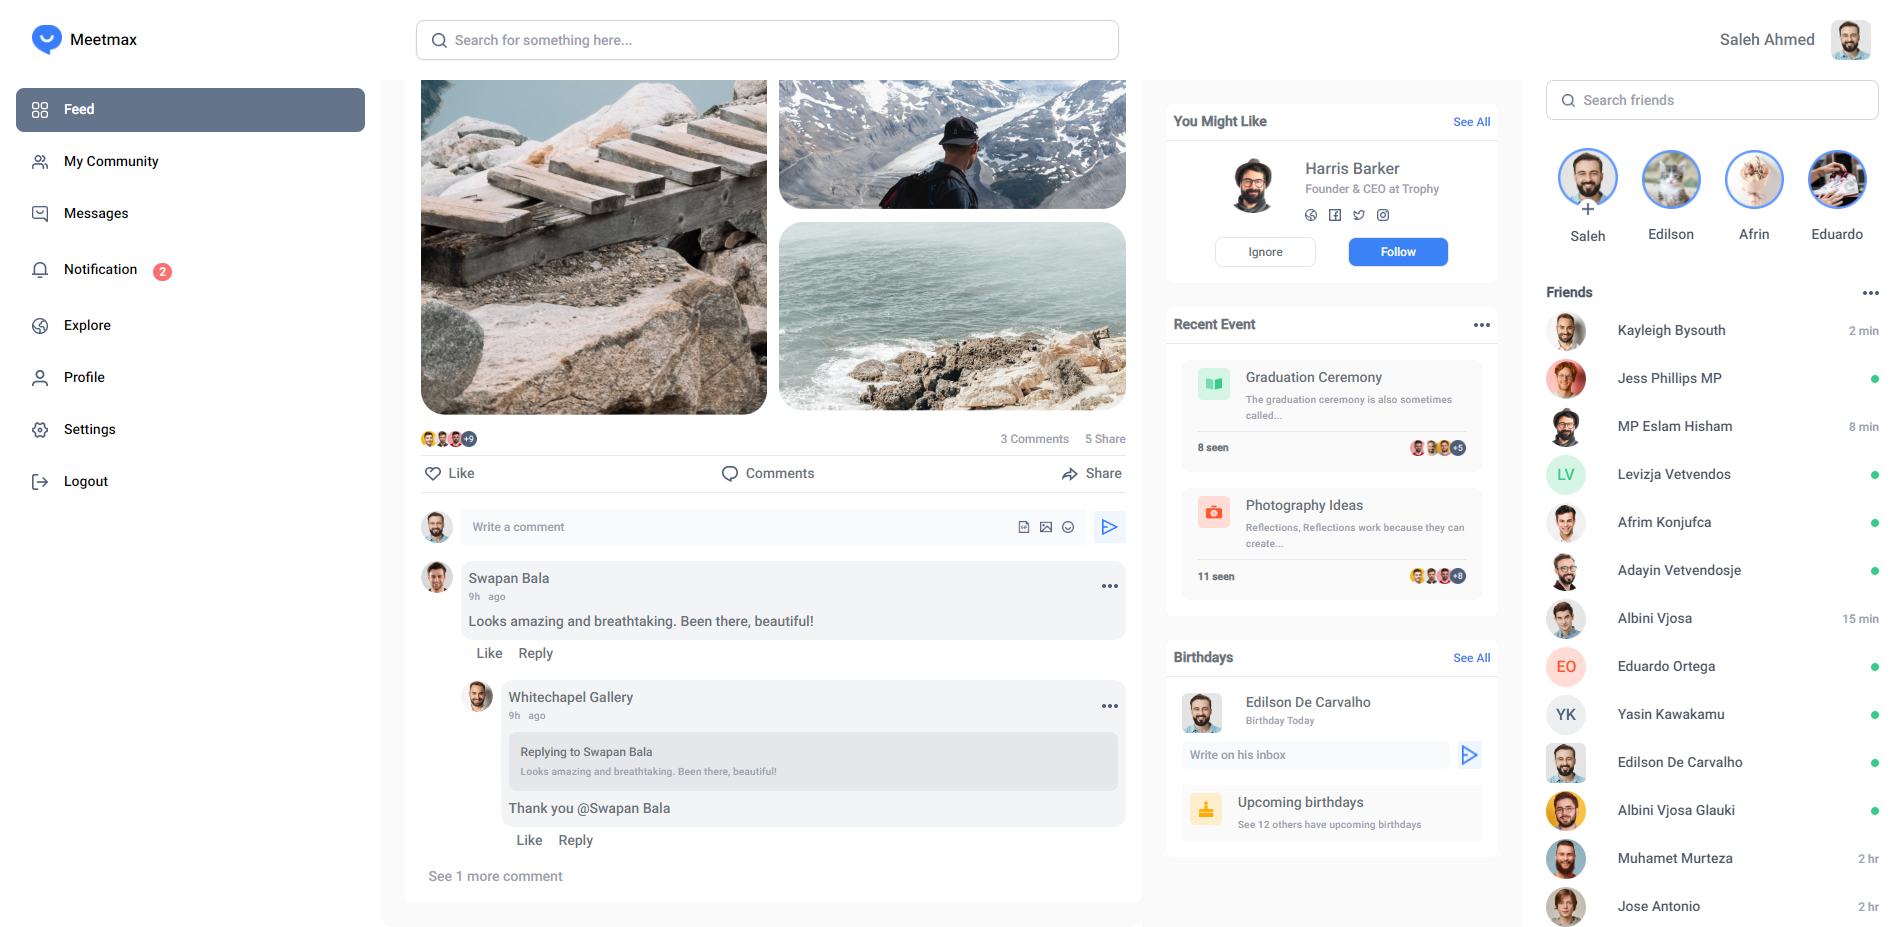 Meetmax
Search for something here...
Saleh Ahmed
Feed
My Community
Messages
Notification 2
Explore
Profile
Settings
Logout
+9
3 Comments 5 Share
Like Comments Share
Write a comment
Swapan Bala
9h ago
Looks amazing and breathtaking. Been there, beautiful!
Like Reply
Whitechapel Gallery
9h ago
Replying to Swapan Bala
Looks amazing and breathtaking. Been there, beautiful!
Thank you @Swapan Bala
Like Reply
See 1 more comment
You Might Like See All
Harris Barker
Founder & CEO at Trophy
Ignore Follow
Recent Event
Graduation Ceremony
The graduation ceremony is also sometimes
called...
8 seen +5
Photography Ideas
Reflections, Reflections work because they can
create...
11 seen +8
Birthdays See All
Edilson De Carvalho
Birthday Today
Write on his inbox
Upcoming birthdays
See 12 others have upcoming birthdays
Search friends
Saleh Edilson Afrin Eduardo
Friends
Kayleigh Bysouth 2 min
Jess Phillips MP
MP Eslam Hisham 8 min
LV Levizja Vetvendos
Afrim Konjufca
Adayin Vetvendosje
Albini Vjosa 15 min
EO Eduardo Ortega
YK Yasin Kawakamu
Edilson De Carvalho
Albini Vjosa Glauki
Muhamet Murteza 2 hr
Jose Antonio 2 hr